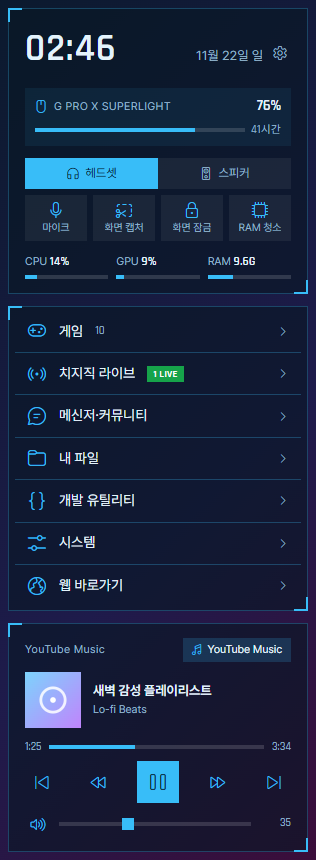 02:46
11월 22일 일
G PRO X SUPERLIGHT 76%
41시간
헤드셋 스피커
마이크 화면 캡처 화면 잠금 RAM 청소
CPU 14% GPU 9% RAM 9.6G
게임 10
치지직 라이브 1 LIVE
메신저·커뮤니티
내 파일
개발 유틸리티
시스템
웹 바로가기
YouTube Music YouTube Music
새벽 감성 플레이리스트
Lo-fi Beats
1:25 3:34
35